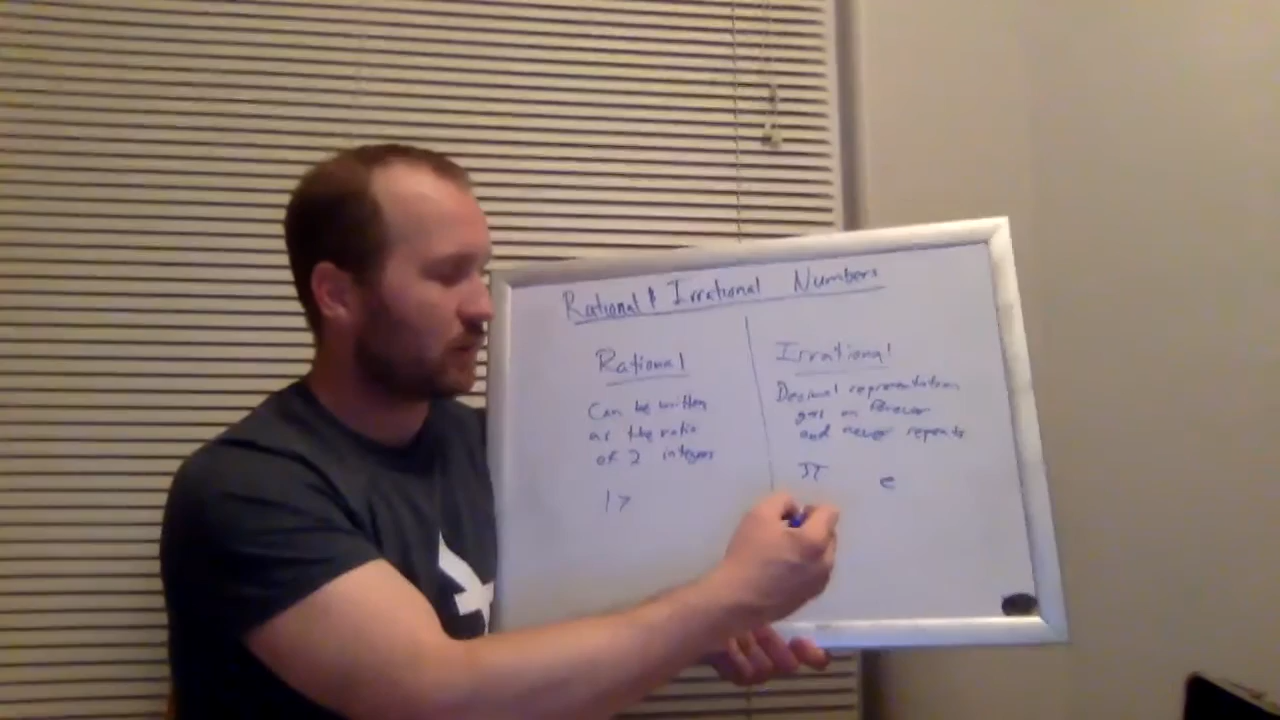 Rational & Irrational Numbers
Rational
Can be written
as the ratio
of 2 integers
Irrational
Decimal representation
goes on forever
and never repeats
π e